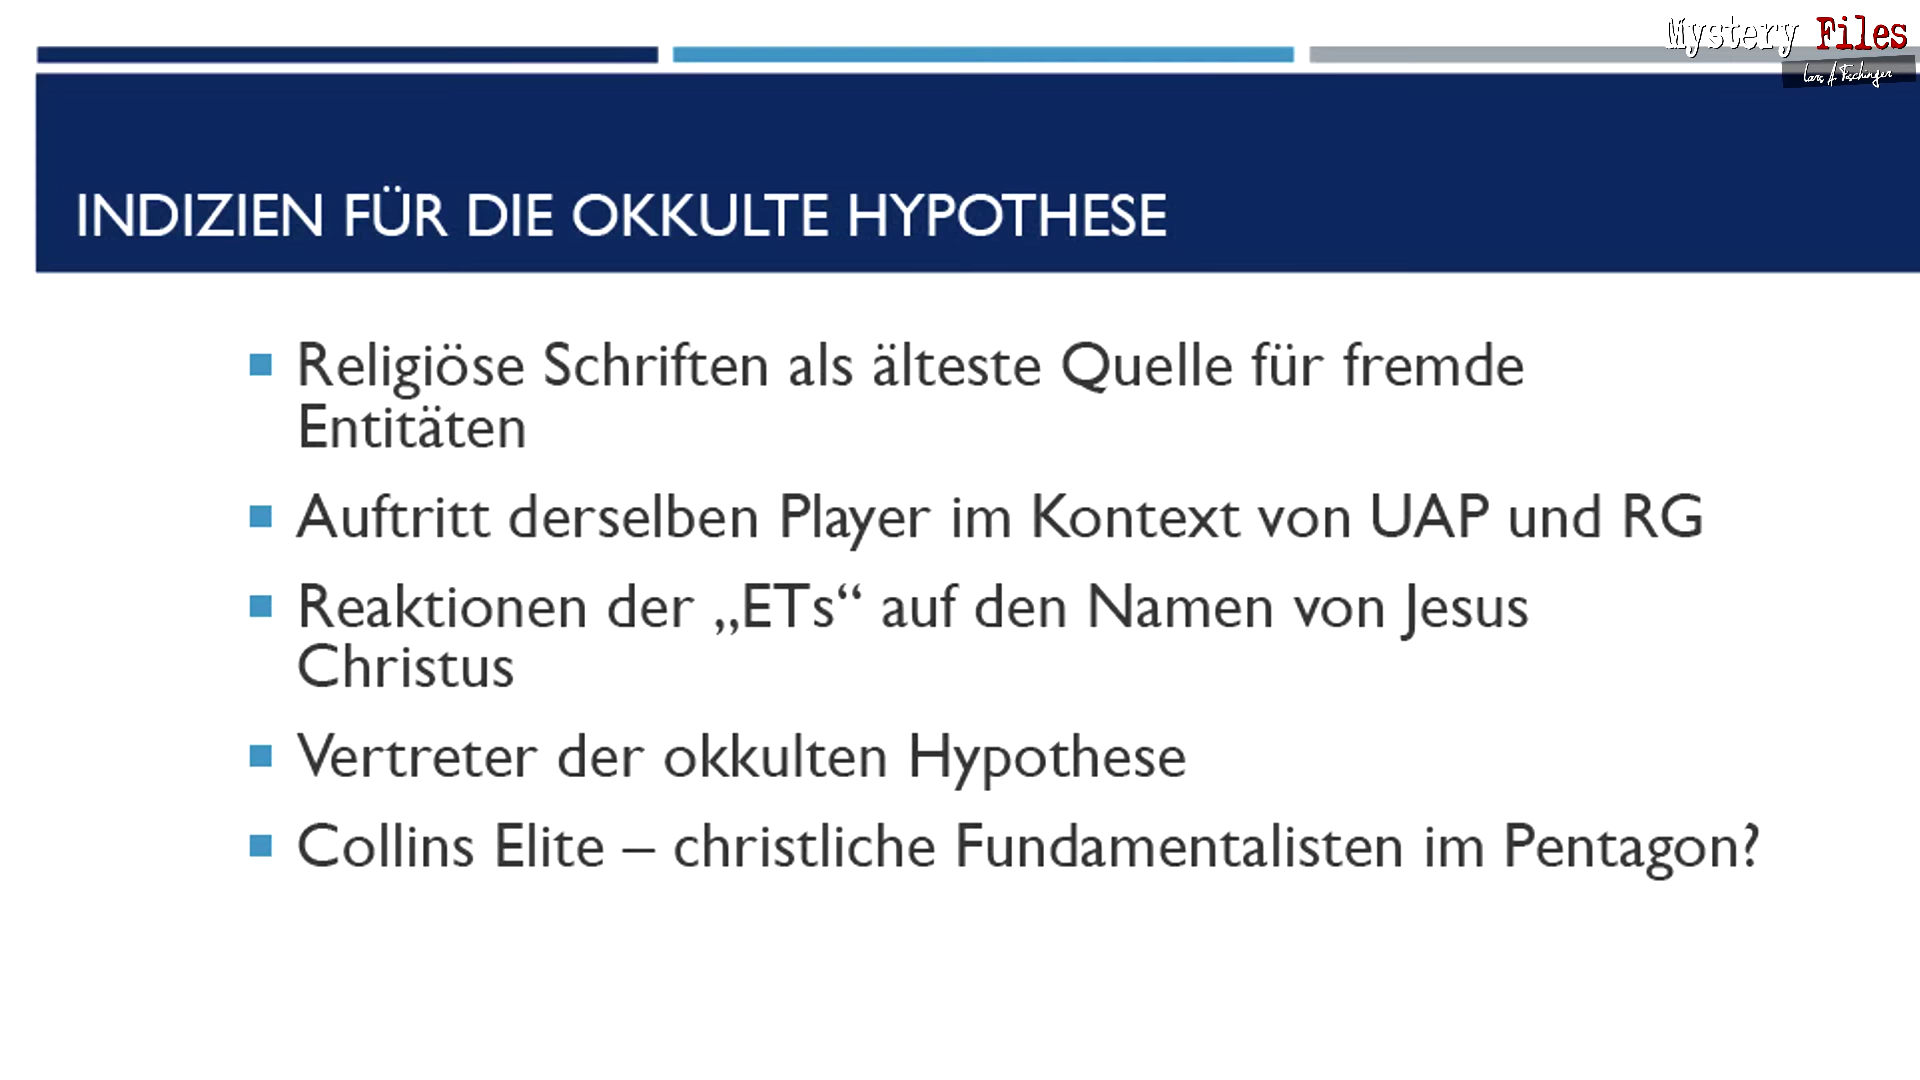 Mystery Files
Lars A. Fischinger
INDIZIEN FÜR DIE OKKULTE HYPOTHESE
Religiöse Schriften als älteste Quelle für fremde
Entitäten
Auftritt derselben Player im Kontext von UAP und RG
Reaktionen der „ETs“ auf den Namen von Jesus
Christus
Vertreter der okkulten Hypothese
Collins Elite – christliche Fundamentalisten im Pentagon?